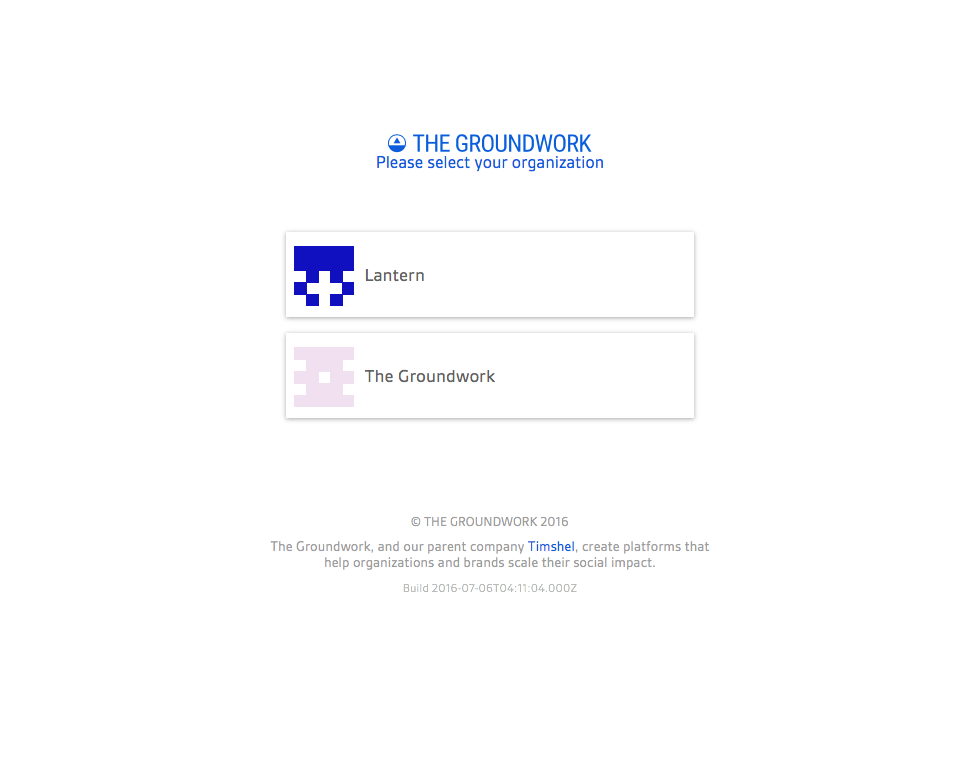 THE GROUNDWORK
Please select your organization
Lantern
The Groundwork
© THE GROUNDWORK 2016
The Groundwork, and our parent company Timshel, create platforms that
help organizations and brands scale their social impact.
Build 2016-07-06T04:11:04.000Z